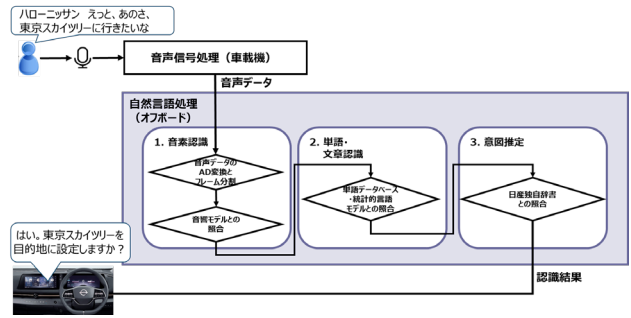 ハローニッサン えっと、あのさ、
東京スカイツリーに行きたいな
音声信号処理（車載機）
音声データ
自然言語処理
（オフボード）
1. 音素認識
音声データの
AD変換と
フレーム分割
音響モデルとの
照合
2. 単語・
文章認識
単語データベース
・統計的言語
モデルとの照合
3. 意図推定
日産独自辞書
との照合
認識結果
はい。東京スカイツリーを
目的地に設定しますか？